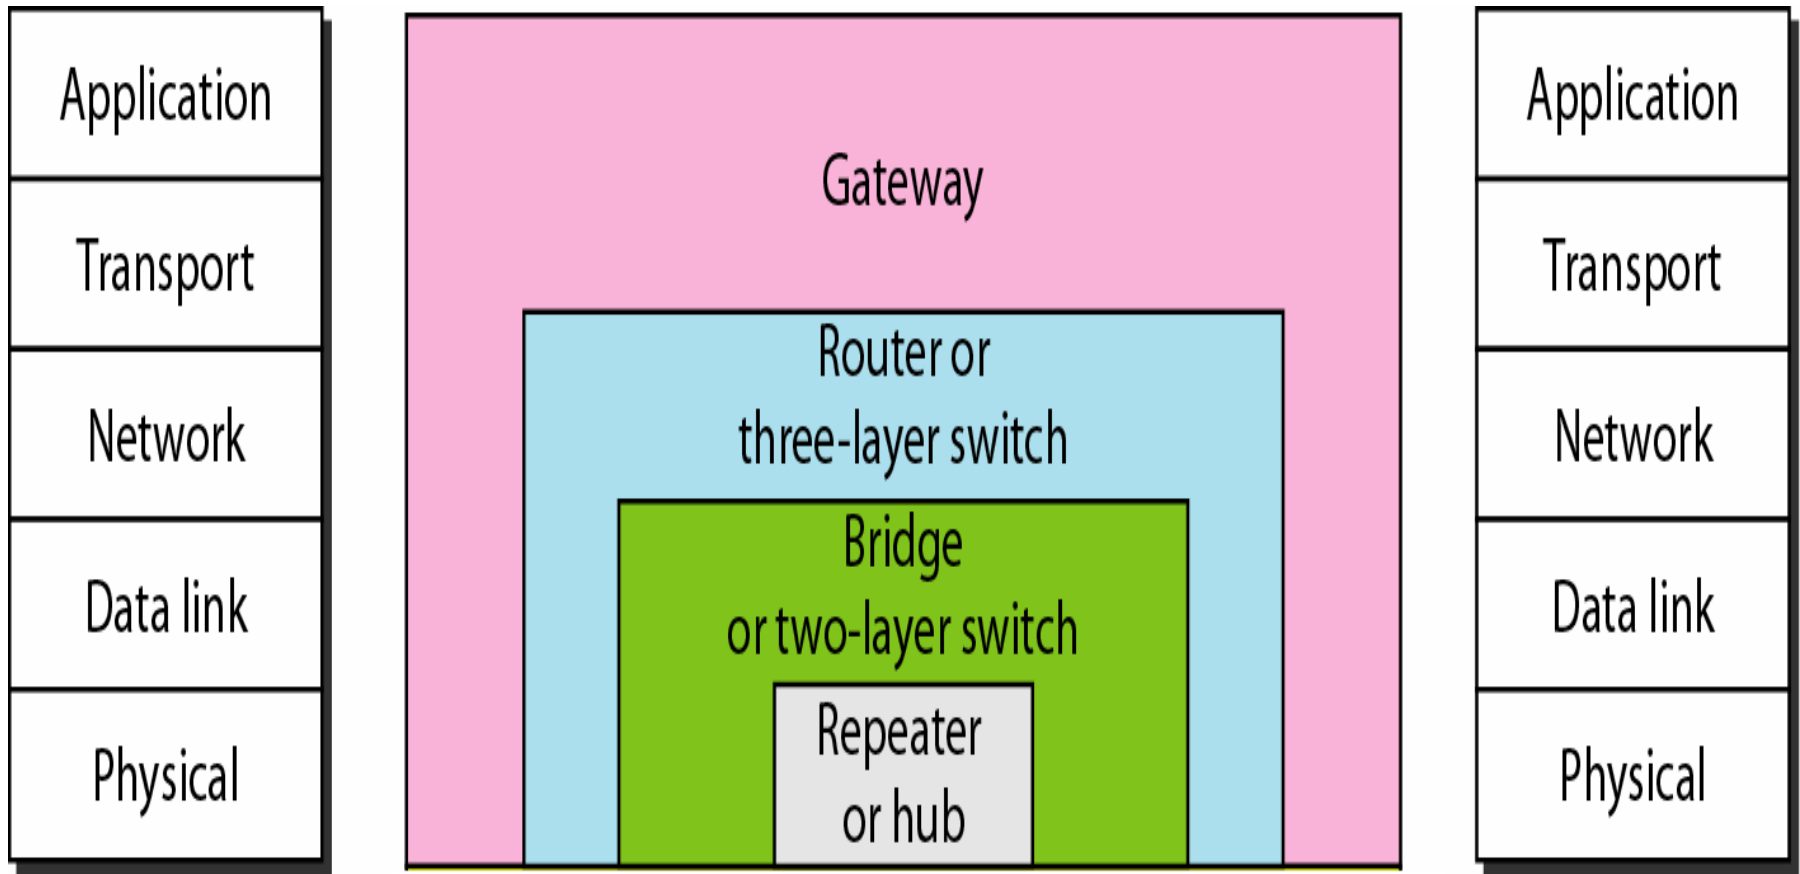 Application
Transport
Network
Data link
Physical
Gateway
Router or
three-layer switch
Bridge
or two-layer switch
Repeater
or hub
Application
Transport
Network
Data link
Physical